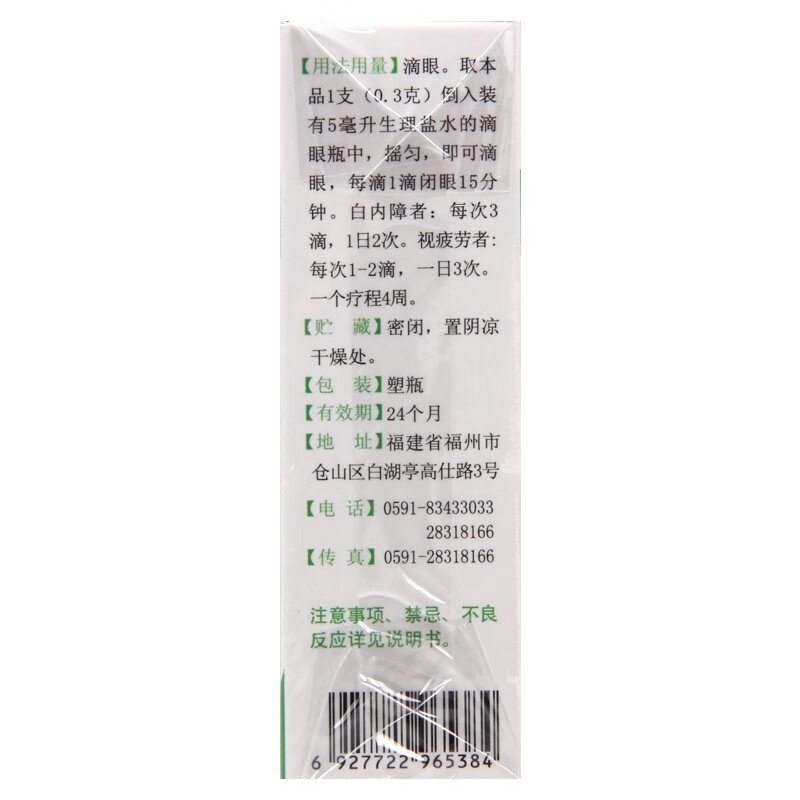 【用法用量】滴眼。取本
品1支（0.3克）倒入装
有5毫升生理盐水的滴
眼瓶中，摇匀，即可滴
眼，每滴1滴闭眼15分
钟。白内障者：每次3
滴，1日2次。视疲劳者:
每次1-2滴，一日3次。
一个疗程4周。
【贮 藏】密闭，置阴凉
干燥处。
【包 装】塑瓶
【有效期】24个月
【地 址】福建省福州市
仓山区白湖亭高仕路3号
【电 话】0591-83433033
28318166
【传 真】0591-28318166
注意事项、禁忌、不良
反应详见说明书。
6 927722 965384